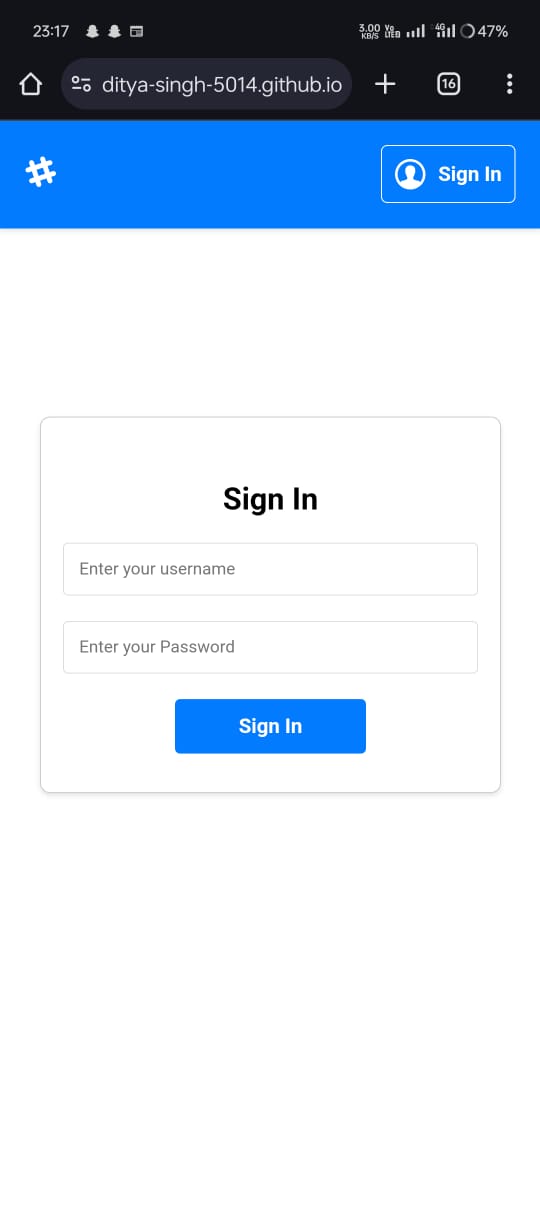 23:17 3.00 KB/S Vo LTE 4G 47%
ditya-singh-5014.github.io 16
Sign In
Sign In
Enter your username
Enter your Password
Sign In